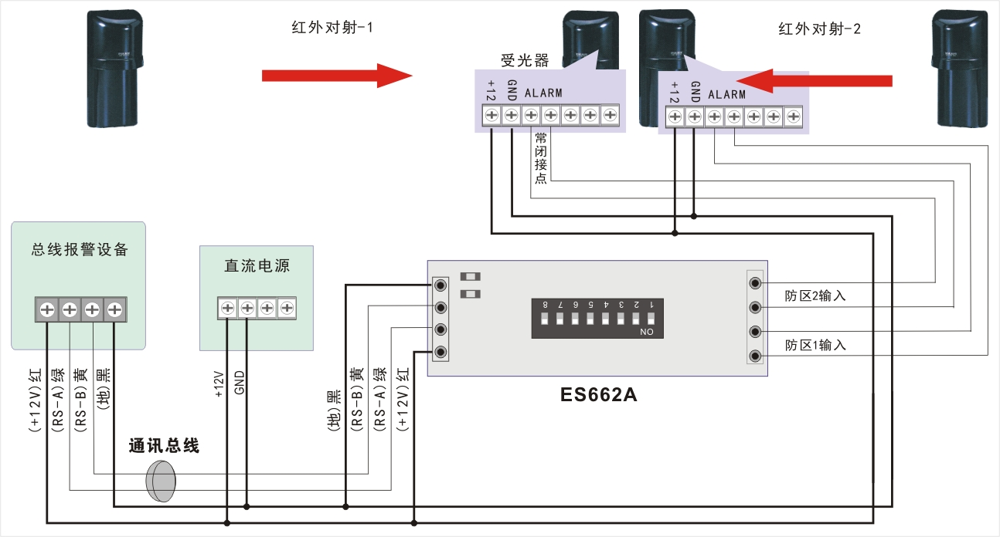 红外对射-1
红外对射-2
受光器
+12
GND
ALARM
+12
GND
ALARM
常闭接点
总线报警设备
直流电源
8 7 6 5 4 3 2 1
ON
防区2输入
防区1输入
ES662A
(+12V)红
(RS-A)绿
(RS-B)黄
(地)黑
+12V
GND
(地)黑
(RS-B)黄
(RS-A)绿
(+12V)红
通讯总线